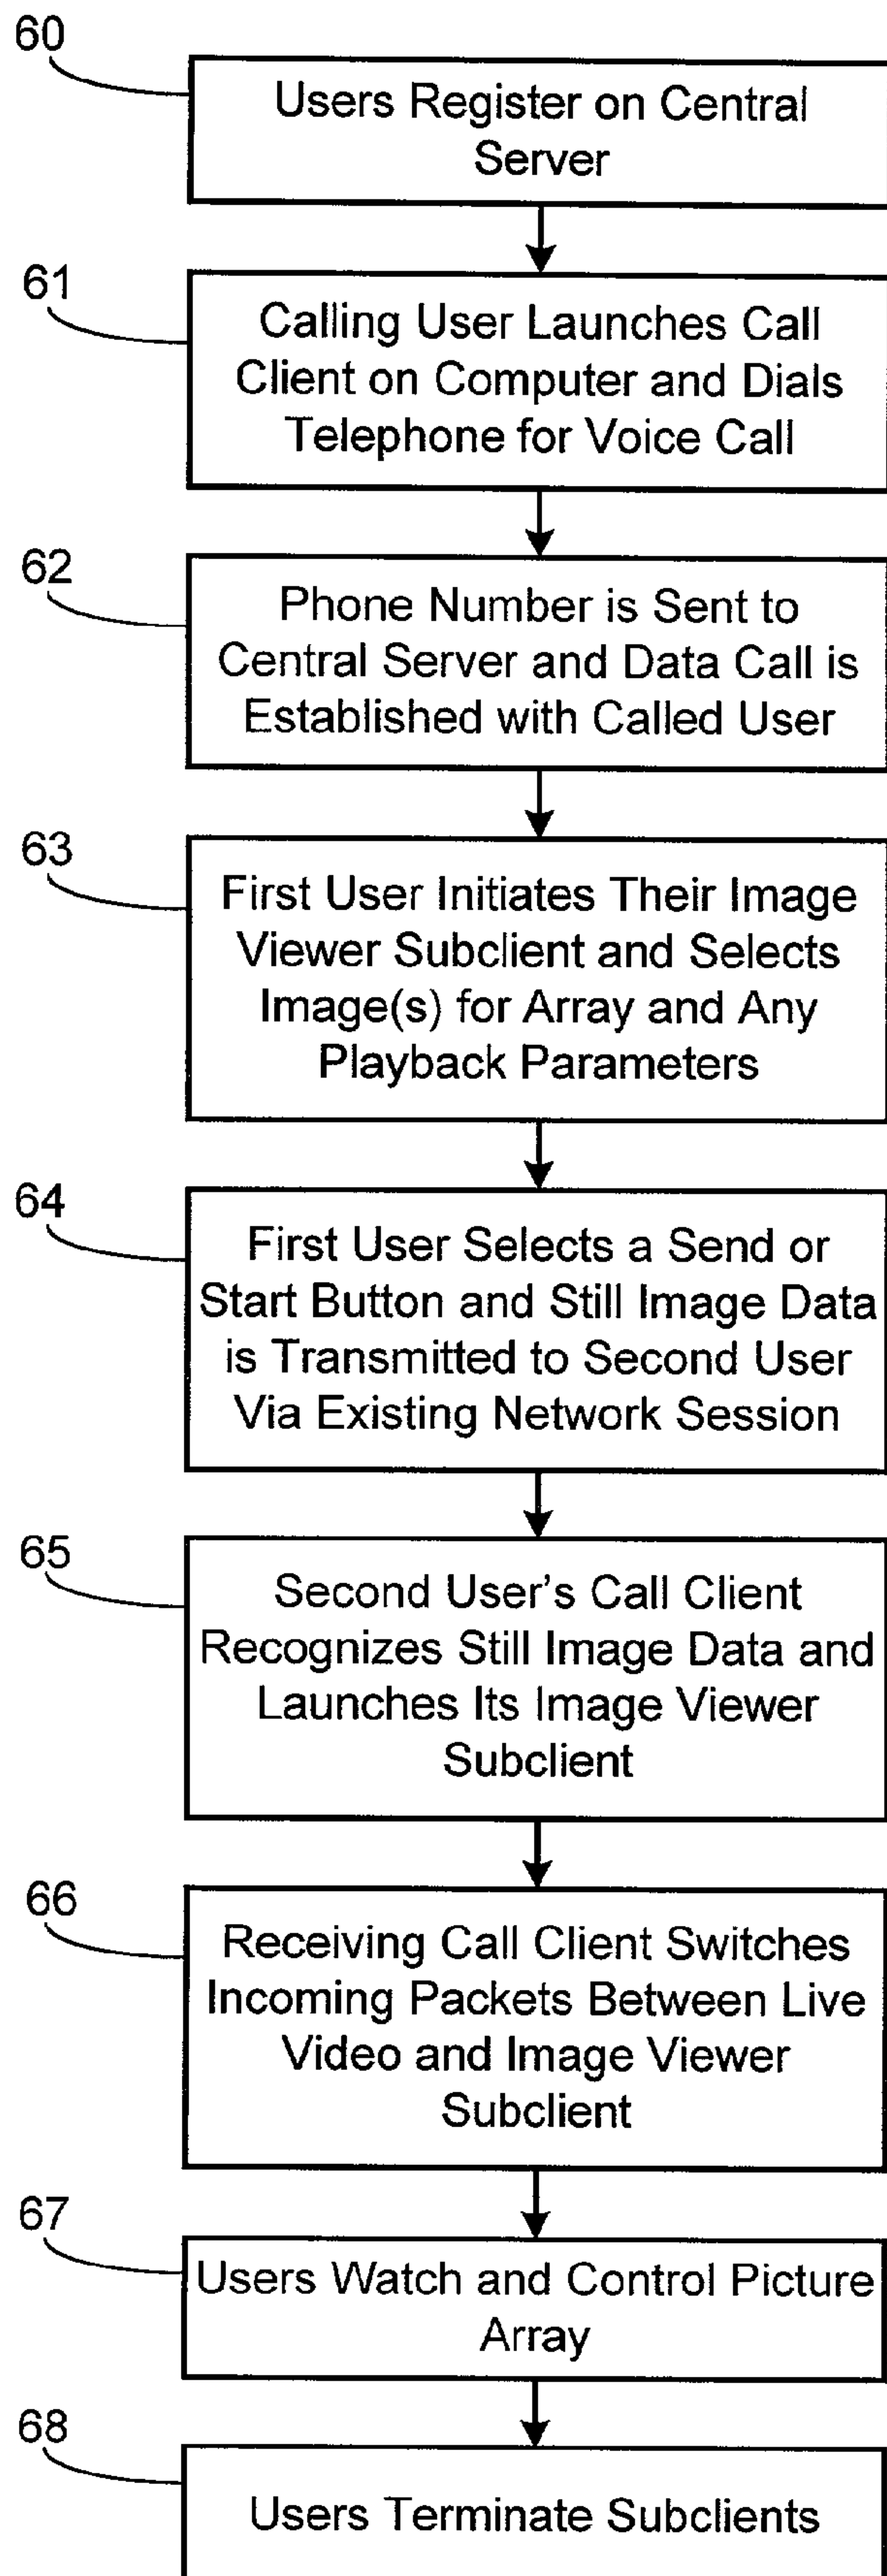 60
Users Register on Central
Server
61
Calling User Launches Call
Client on Computer and Dials
Telephone for Voice Call
62
Phone Number is Sent to
Central Server and Data Call is
Established with Called User
63
First User Initiates Their Image
Viewer Subclient and Selects
Image(s) for Array and Any
Playback Parameters
64
First User Selects a Send or
Start Button and Still Image Data
is Transmitted to Second User
Via Existing Network Session
65
Second User's Call Client
Recognizes Still Image Data and
Launches Its Image Viewer
Subclient
66
Receiving Call Client Switches
Incoming Packets Between Live
Video and Image Viewer
Subclient
67
Users Watch and Control Picture
Array
68
Users Terminate Subclients